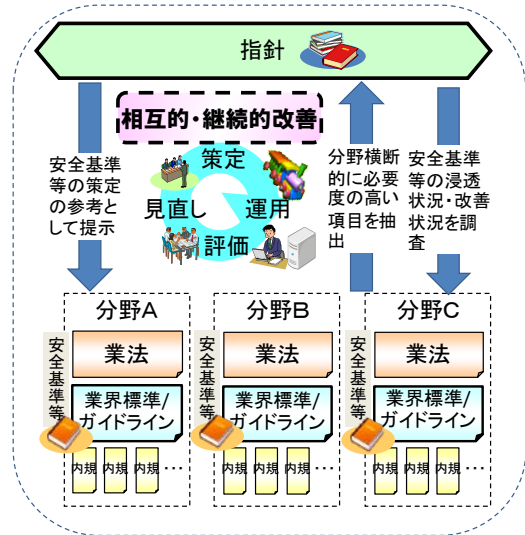 指針
相互的・継続的改善
安全基準
等の策定
の参考と
して提示
策定
見直し
運用
評価
分野横断
的に必要
度の高い
項目を抽
出
安全基準
等の浸透
状況・改善
状況を調
査
分野A
安全基準等
業法
業界標準/
ガイドライン
内規
内規
内規
・・・
分野B
安全基準等
業法
業界標準/
ガイドライン
内規
内規
内規
・・・
分野C
安全基準等
業法
業界標準/
ガイドライン
内規
内規
内規
・・・